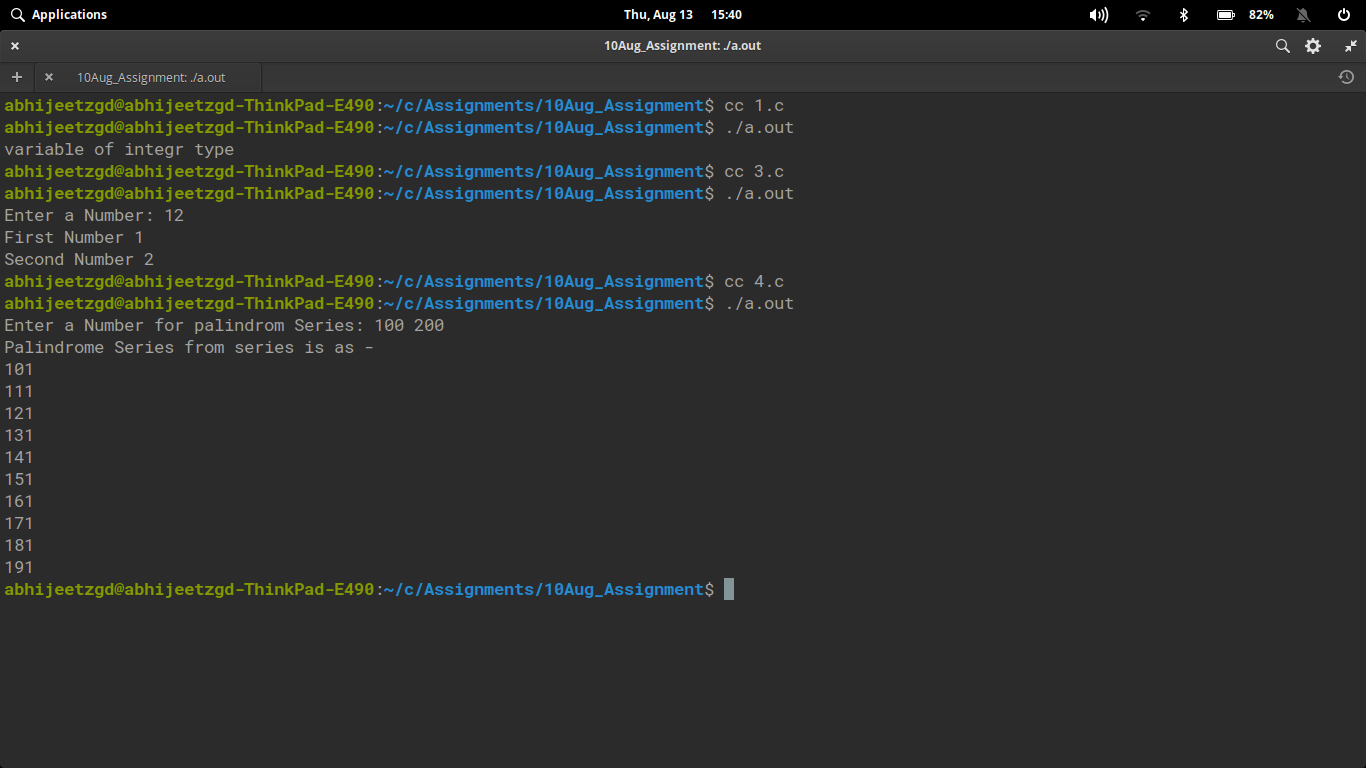 Applications
Thu, Aug 13 15:40
82%
10Aug_Assignment: ./a.out
10Aug_Assignment: ./a.out
abhijeetzgd@abhijeetzgd-ThinkPad-E490:~/c/Assignments/10Aug_Assignment$ cc 1.c
abhijeetzgd@abhijeetzgd-ThinkPad-E490:~/c/Assignments/10Aug_Assignment$ ./a.out
variable of integr type
abhijeetzgd@abhijeetzgd-ThinkPad-E490:~/c/Assignments/10Aug_Assignment$ cc 3.c
abhijeetzgd@abhijeetzgd-ThinkPad-E490:~/c/Assignments/10Aug_Assignment$ ./a.out
Enter a Number: 12
First Number 1
Second Number 2
abhijeetzgd@abhijeetzgd-ThinkPad-E490:~/c/Assignments/10Aug_Assignment$ cc 4.c
abhijeetzgd@abhijeetzgd-ThinkPad-E490:~/c/Assignments/10Aug_Assignment$ ./a.out
Enter a Number for palindrom Series: 100 200
Palindrome Series from series is as -
101
111
121
131
141
151
161
171
181
191
abhijeetzgd@abhijeetzgd-ThinkPad-E490:~/c/Assignments/10Aug_Assignment$